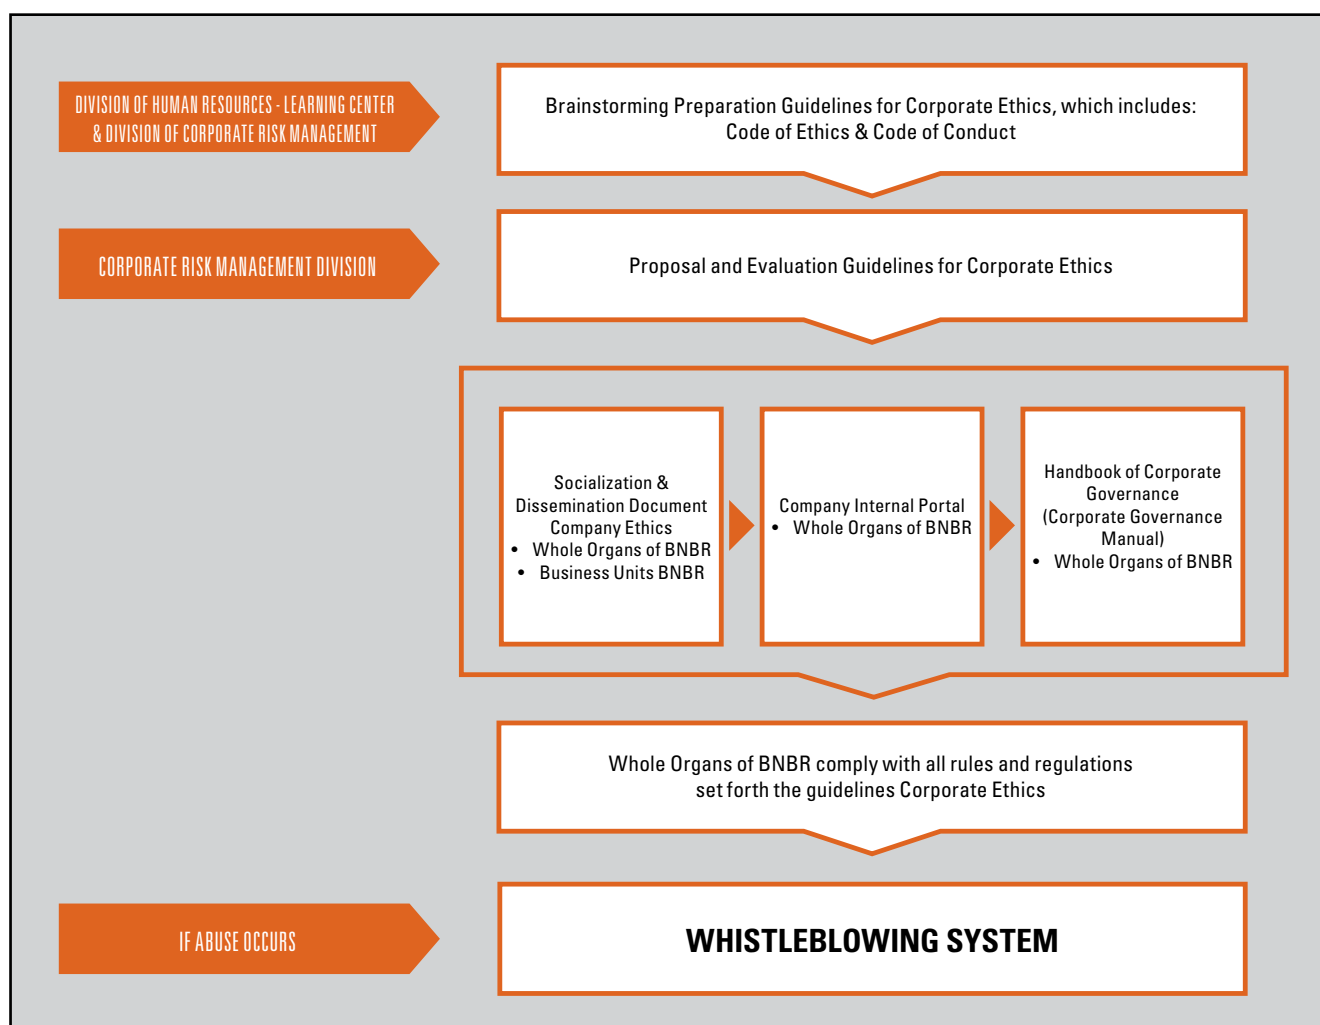 DIVISION OF HUMAN RESOURCES - LEARNING CENTER
& DIVISION OF CORPORATE RISK MANAGEMENT
Brainstorming Preparation Guidelines for Corporate Ethics, which includes:
Code of Ethics & Code of Conduct
CORPORATE RISK MANAGEMENT DIVISION
Proposal and Evaluation Guidelines for Corporate Ethics
Socialization &
Dissemination Document
Company Ethics
• Whole Organs of BNBR
• Business Units BNBR
Company Internal Portal
• Whole Organs of BNBR
Handbook of Corporate
Governance
(Corporate Governance
Manual)
• Whole Organs of BNBR
Whole Organs of BNBR comply with all rules and regulations
set forth the guidelines Corporate Ethics
IF ABUSE OCCURS
WHISTLEBLOWING SYSTEM